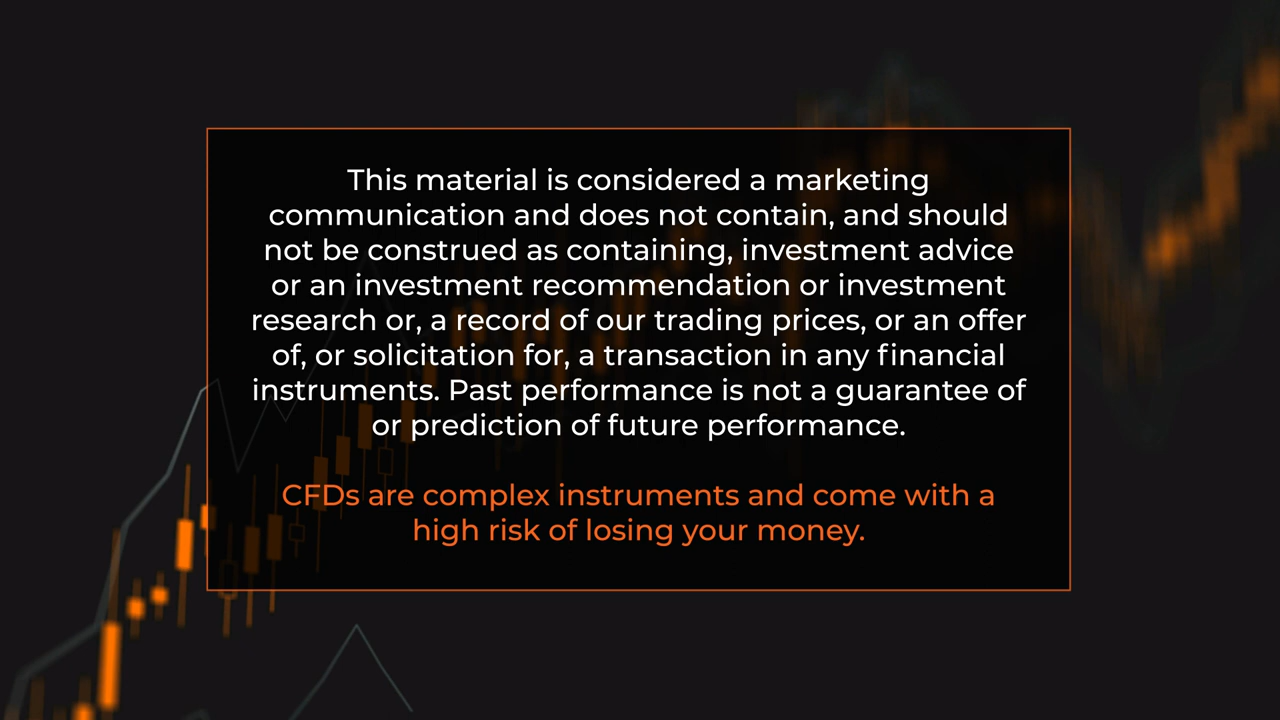 This material is considered a marketing
communication and does not contain, and should
not be construed as containing, investment advice
or an investment recommendation or investment
research or, a record of our trading prices, or an offer
of, or solicitation for, a transaction in any financial
instruments. Past performance is not a guarantee of
or prediction of future performance.
CFDs are complex instruments and come with a
high risk of losing your money.